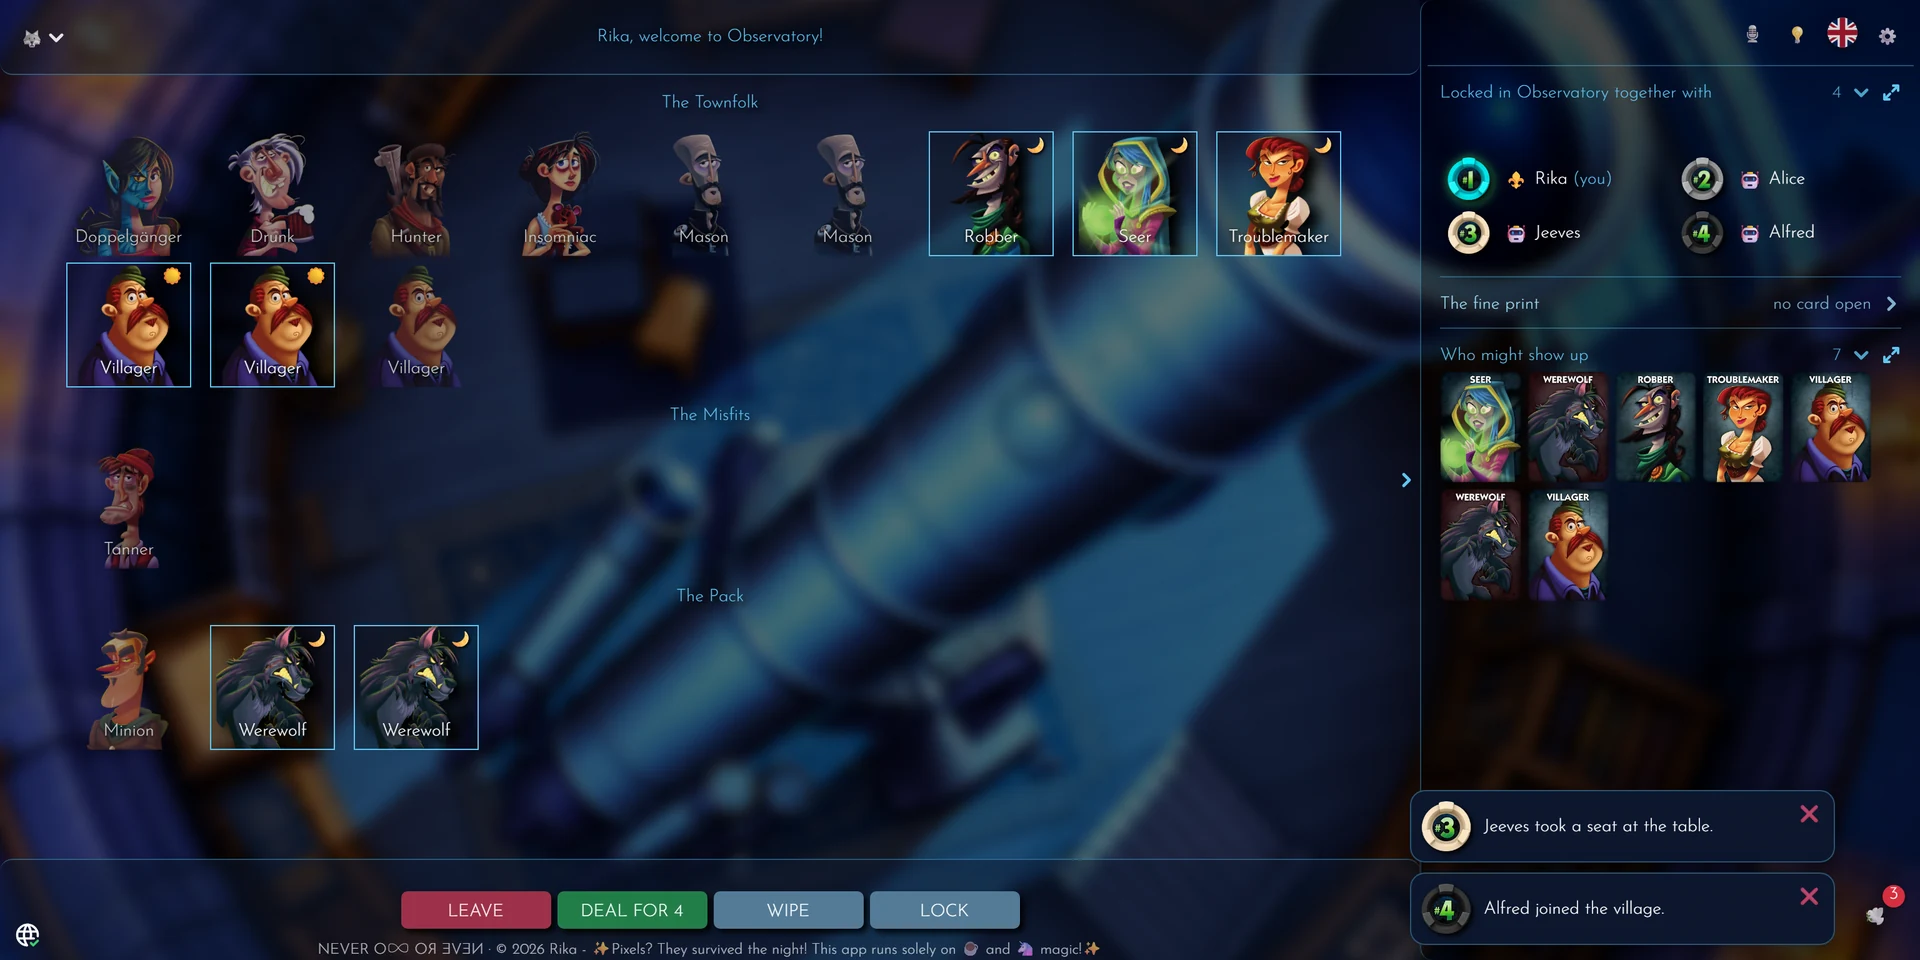 Rika, welcome to Observatory!
The Townfolk
Doppelgänger
Drunk
Hunter
Insomniac
Mason
Mason
Robber
Seer
Troublemaker
Villager
Villager
Villager
The Misfits
Tanner
The Pack
Minion
Werewolf
Werewolf
LEAVE
DEAL FOR 4
WIPE
LOCK
NEVER O∞ OЯ ƎVƎИ · © 2026 Rika - ✨Pixels? They survived the night! This app runs solely on and 🦄 magic!✨
Locked in Observatory together with 4
#1 Rika (you)
#2 Alice
#3 Jeeves
#4 Alfred
The fine print no card open
Who might show up 7
SEER
WEREWOLF
ROBBER
TROUBLEMAKER
VILLAGER
WEREWOLF
VILLAGER
#3 Jeeves took a seat at the table.
#4 Alfred joined the village.
3